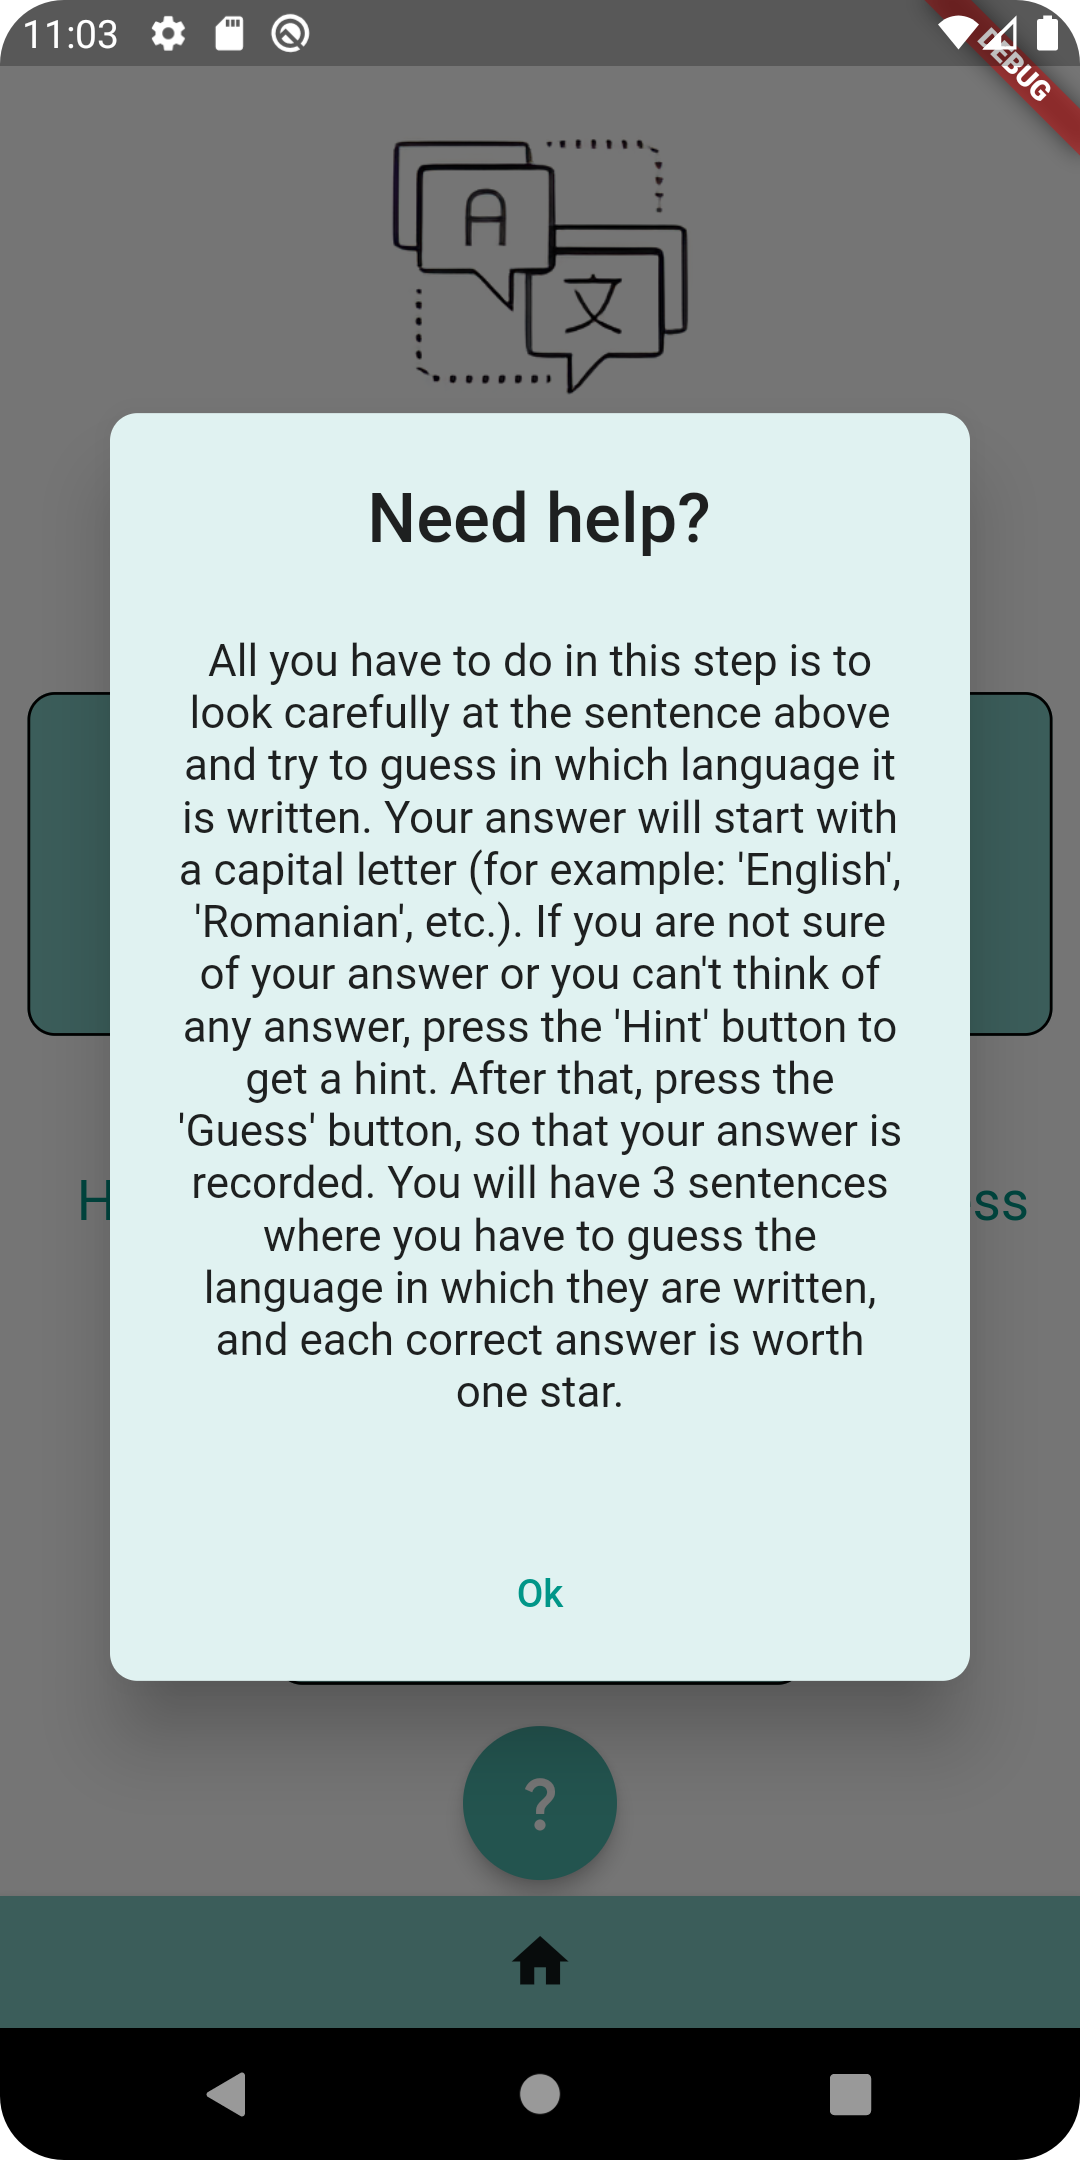 11:03
DEBUG
A
文
Need help?
All you have to do in this step is to
look carefully at the sentence above
and try to guess in which language it
is written. Your answer will start with
a capital letter (for example: 'English',
'Romanian', etc.). If you are not sure
of your answer or you can't think of
any answer, press the 'Hint' button to
get a hint. After that, press the
'Guess' button, so that your answer is
recorded. You will have 3 sentences
where you have to guess the
language in which they are written,
and each correct answer is worth
one star.
H ss
Ok
?